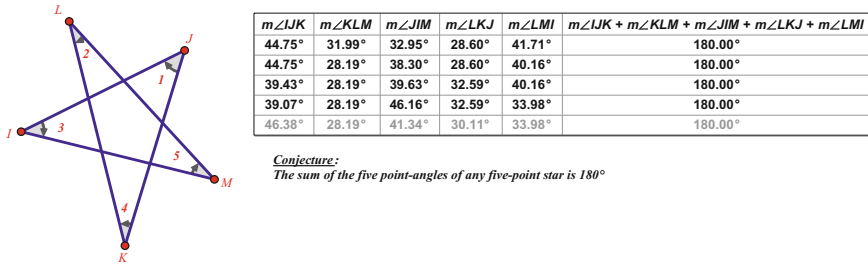 L
J
2
1
I
3
5
M
4
K
m∠IJK m∠KLM m∠JIM m∠LKJ m∠LMI m∠IJK + m∠KLM + m∠JIM + m∠LKJ + m∠LMI
44.75° 31.99° 32.95° 28.60° 41.71° 180.00°
44.75° 28.19° 38.30° 28.60° 40.16° 180.00°
39.43° 28.19° 39.63° 32.59° 40.16° 180.00°
39.07° 28.19° 46.16° 32.59° 33.98° 180.00°
46.38° 28.19° 41.34° 30.11° 33.98° 180.00°
Conjecture:
The sum of the five point-angles of any five-point star is 180°